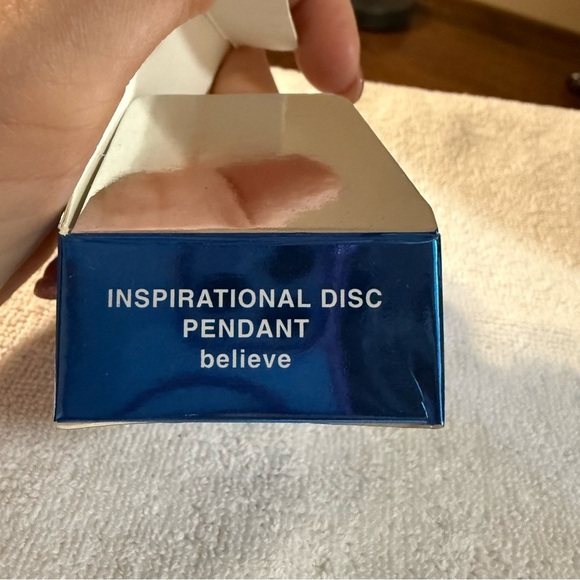 INSPIRATIONAL DISC
PENDANT
believe